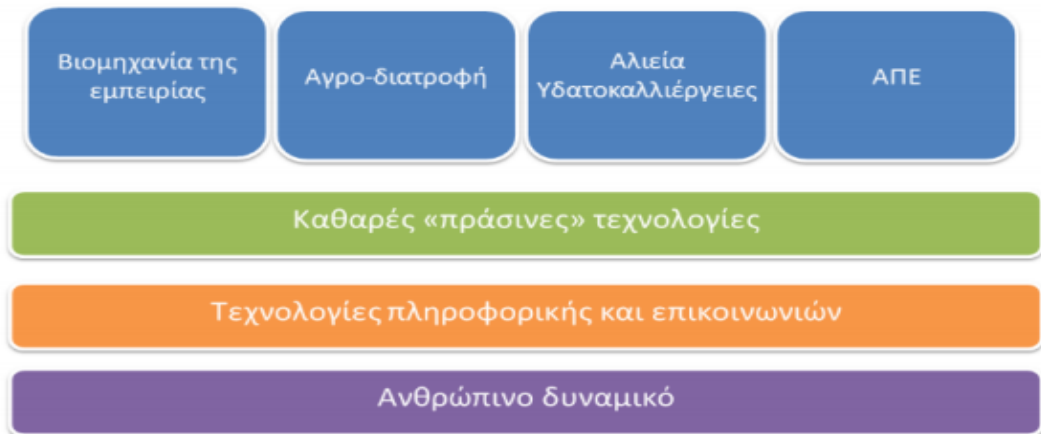 Βιομηχανία της
εμπειρίας
Αγρο-διατροφή
Αλιεία
Υδατοκαλλιέργειες
ΑΠΕ
Καθαρές «πράσινες» τεχνολογίες
Τεχνολογίες πληροφορικής και επικοινωνιών
Ανθρώπινο δυναμικό